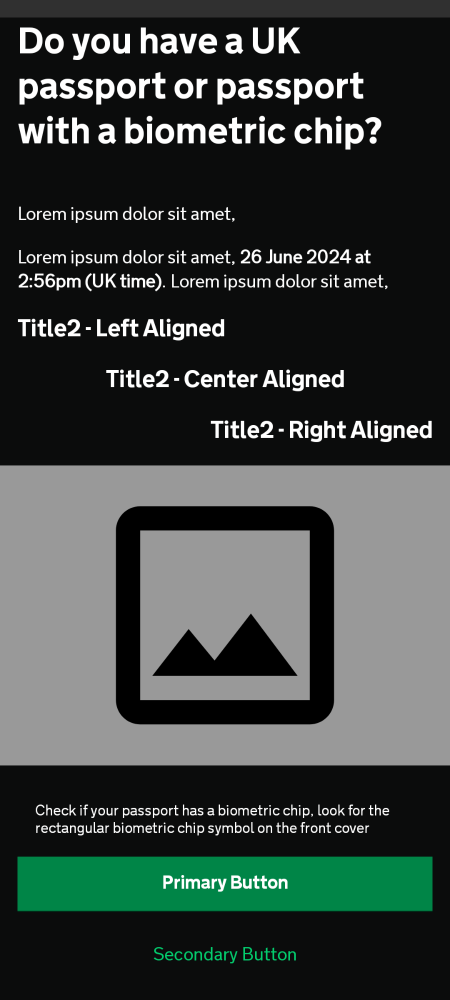 Do you have a UK
passport or passport
with a biometric chip?
Lorem ipsum dolor sit amet,
Lorem ipsum dolor sit amet, 26 June 2024 at
2:56pm (UK time). Lorem ipsum dolor sit amet,
Title2 - Left Aligned
Title2 - Center Aligned
Title2 - Right Aligned
Check if your passport has a biometric chip, look for the
rectangular biometric chip symbol on the front cover
Primary Button
Secondary Button